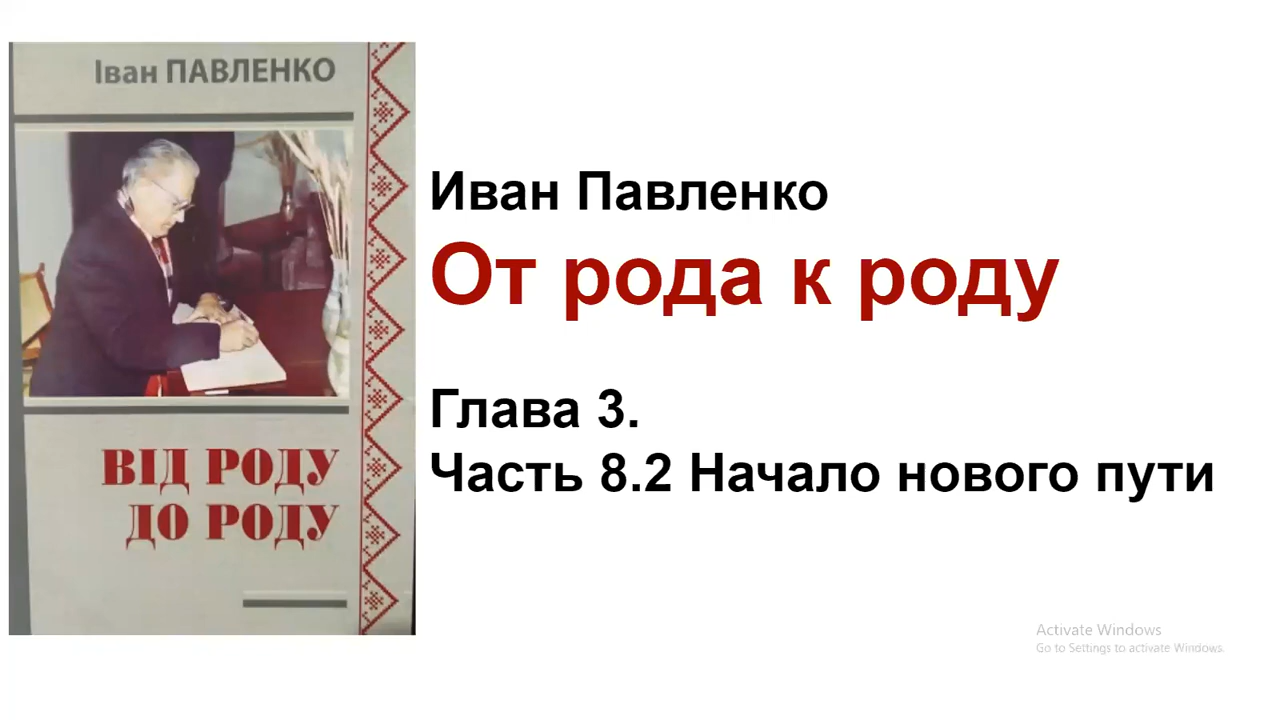 Іван ПАВЛЕНКО
ВІД РОДУ
ДО РОДУ
Иван Павленко
От рода к роду
Глава 3.
Часть 8.2 Начало нового пути
Activate Windows
Go to Settings to activate Windows.